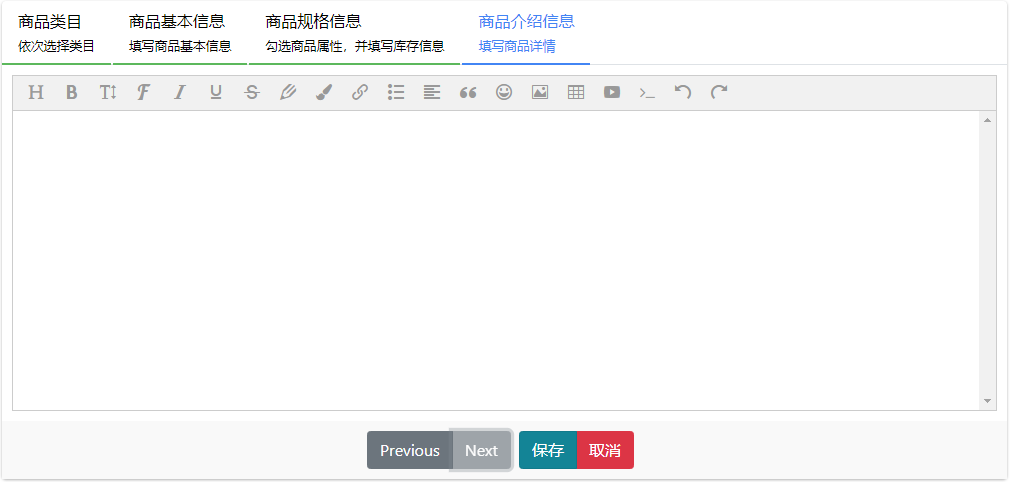 商品类目 商品基本信息 商品规格信息 商品介绍信息
依次选择类目 填写商品基本信息 勾选商品属性，并填写库存信息 填写商品详情
Previous Next 保存 取消